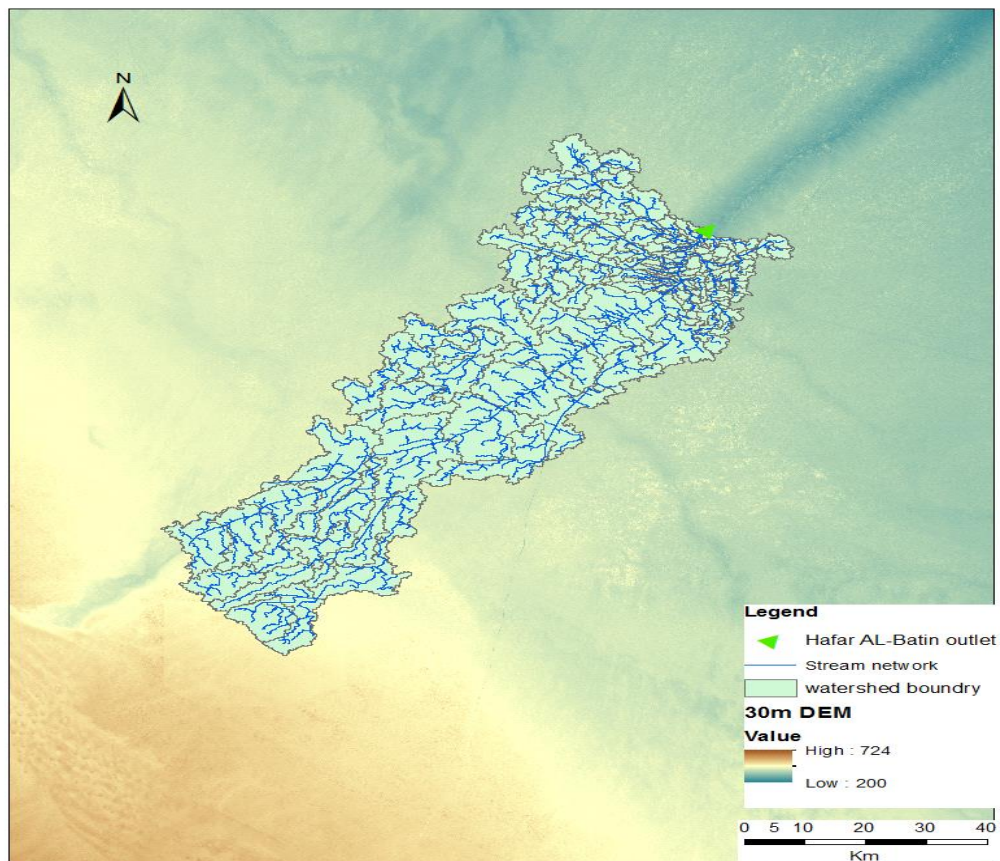 N
Legend
Hafar AL-Batin outlet
Stream network
watershed boundry
30m DEM
Value
High : 724
Low : 200
0 5 10 20 30 40
Km